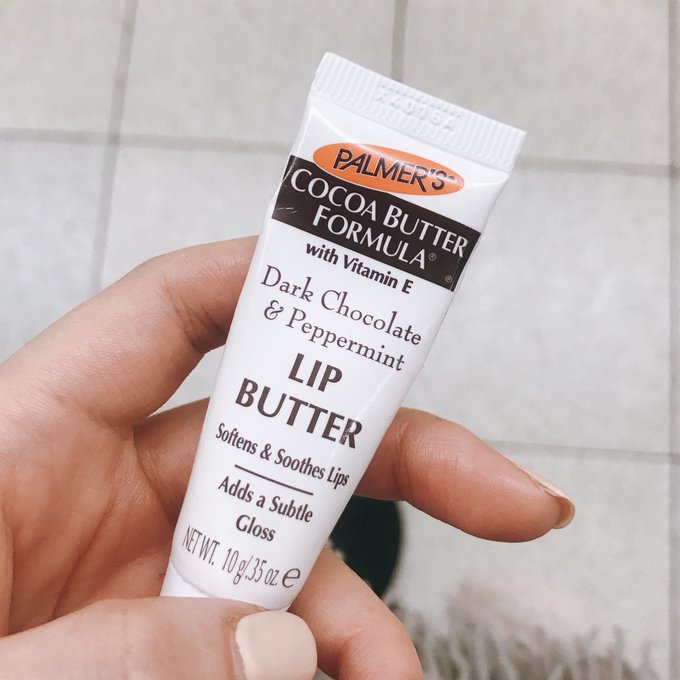 PALMER'S®
COCOA BUTTER
FORMULA®
with Vitamin E
Dark Chocolate
& Peppermint
LIP
BUTTER
Softens & Soothes Lips
Adds a Subtle
Gloss
NET WT. 10 g/.35 oz. e